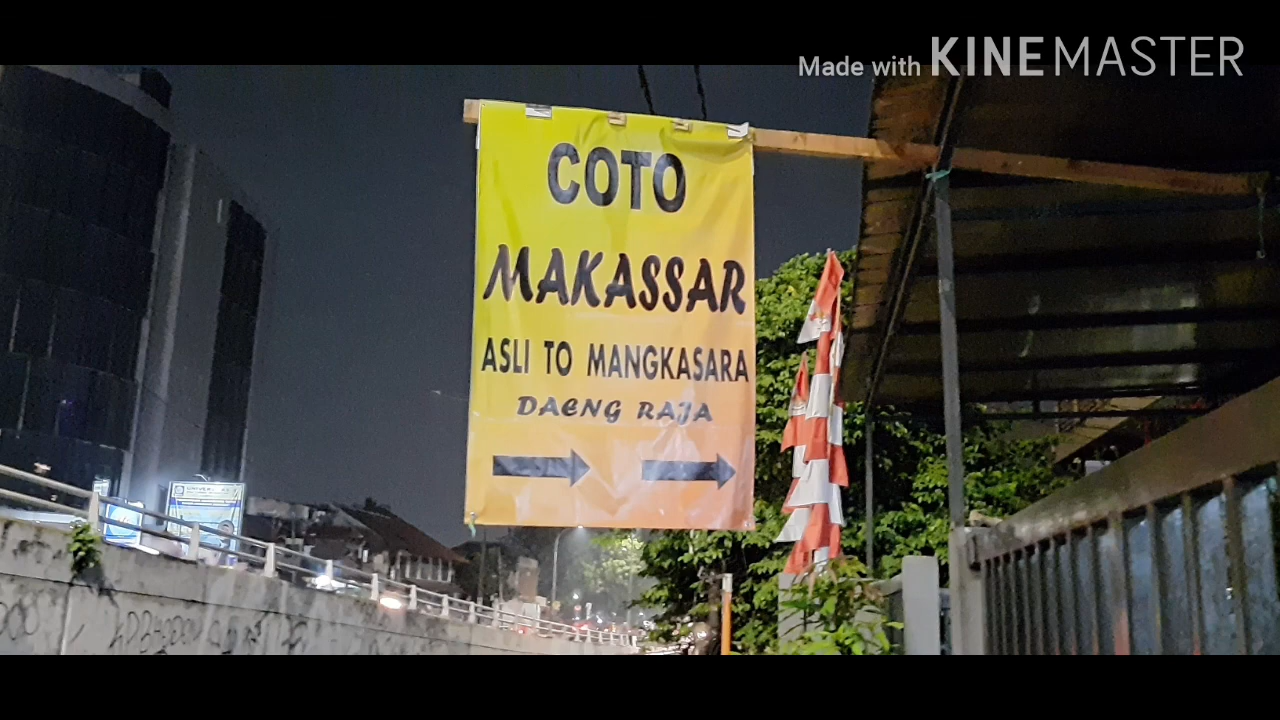 Made with KINEMASTER
COTO
MAKASSAR
ASLI TO MANGKASARA
DAENG RAJA